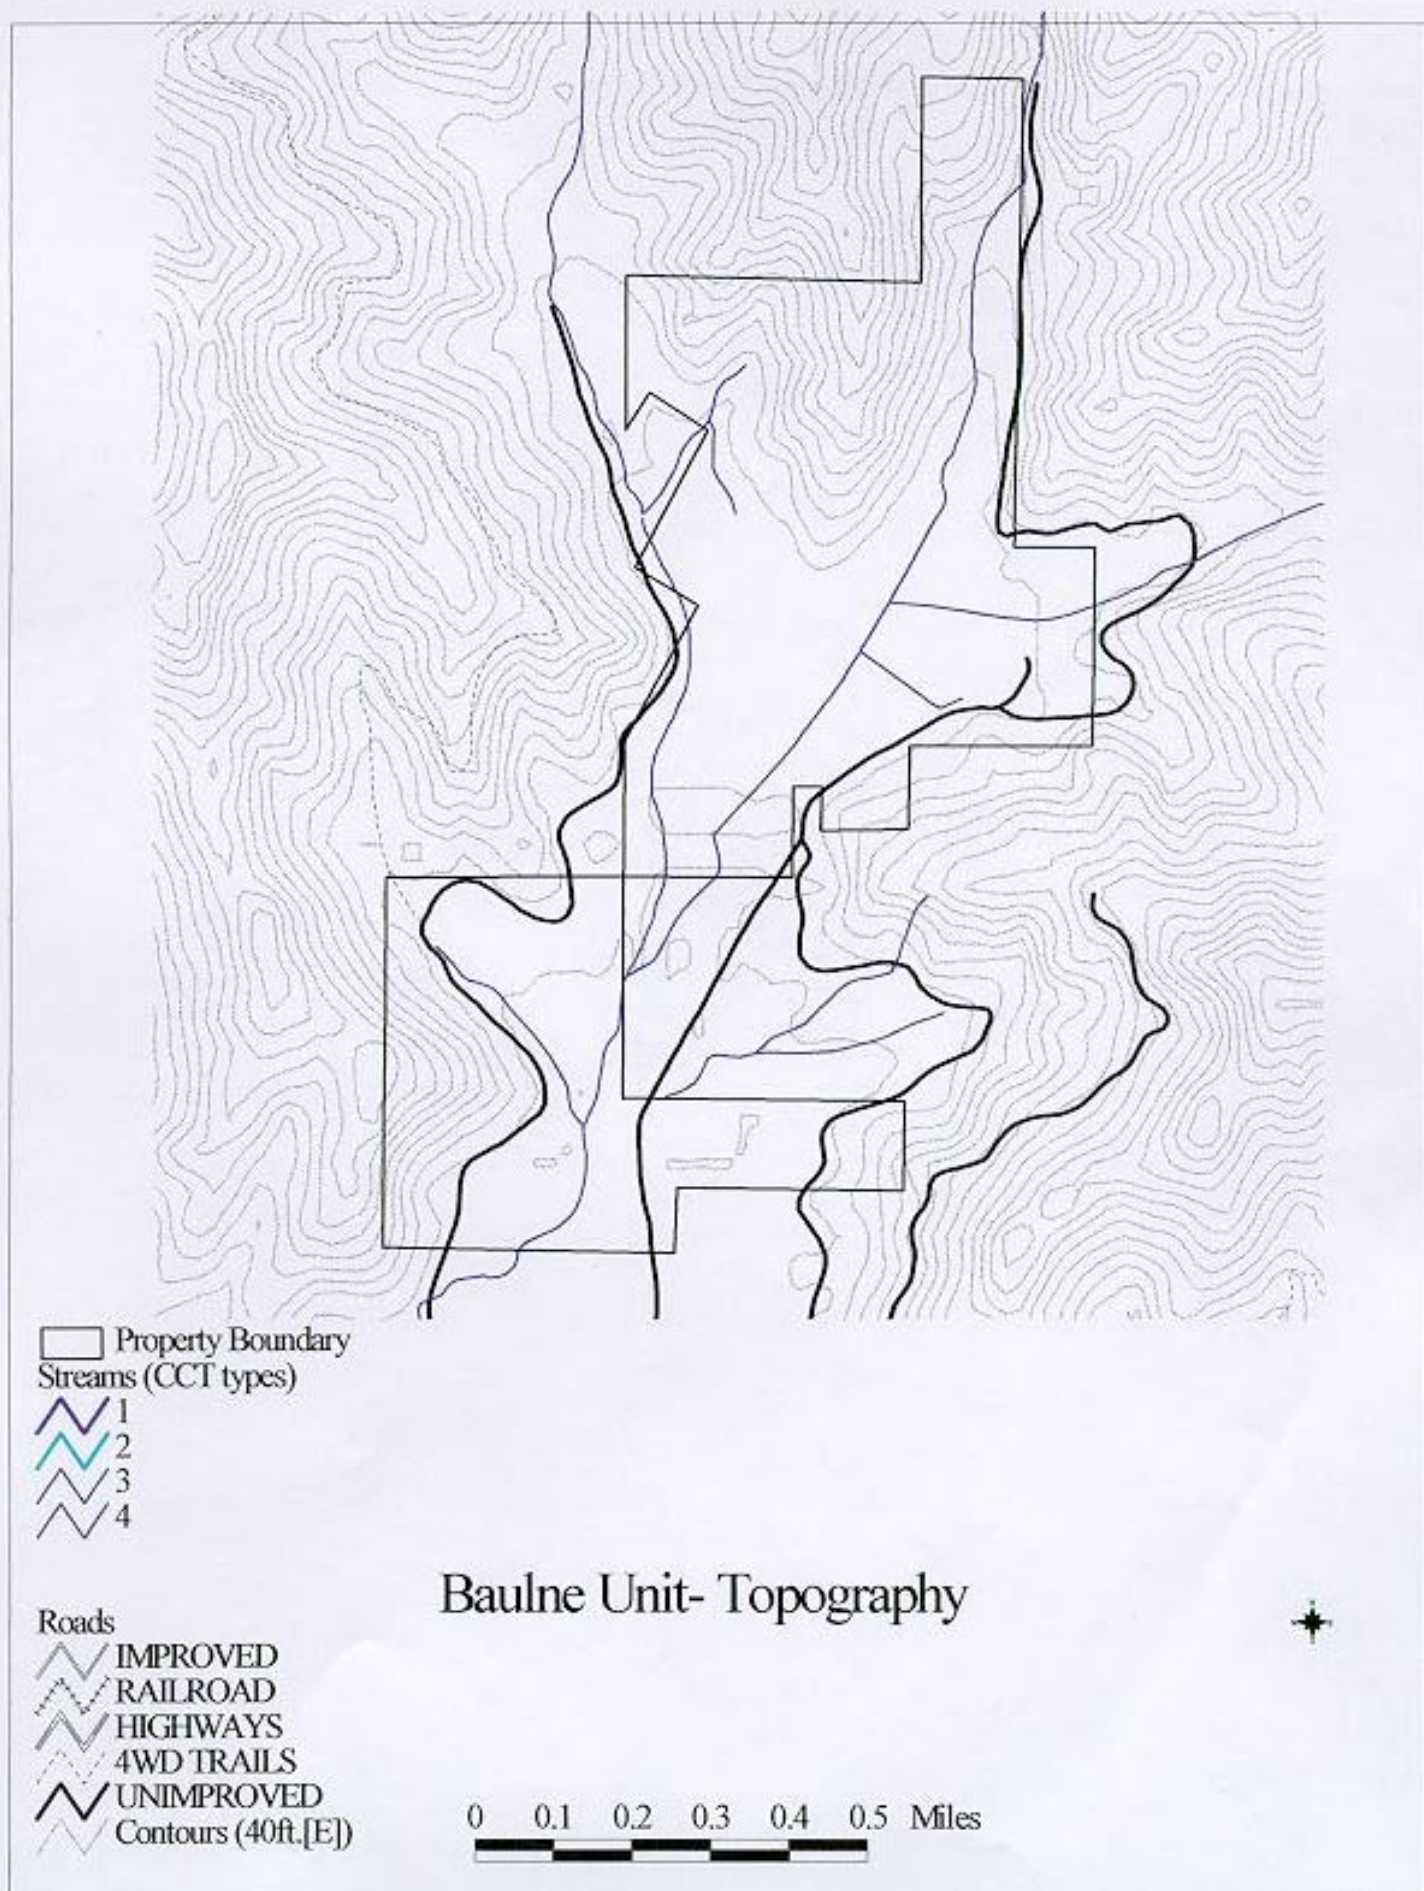 Property Boundary
Streams (CCT types)
1
2
3
4
Baulne Unit- Topography
Roads
IMPROVED
RAILROAD
HIGHWAYS
4WD TRAILS
UNIMPROVED
Contours (40ft.[E])
0 0.1 0.2 0.3 0.4 0.5 Miles